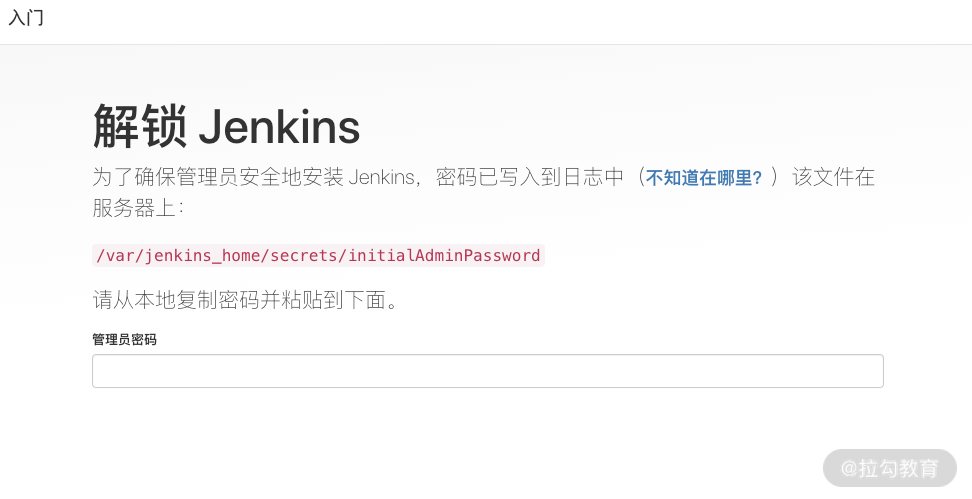 入门
解锁 Jenkins
为了确保管理员安全地安装 Jenkins，密码已写入到日志中（不知道在哪里？）该文件在
服务器上：
/var/jenkins_home/secrets/initialAdminPassword
请从本地复制密码并粘贴到下面。
管理员密码
@拉勾教育